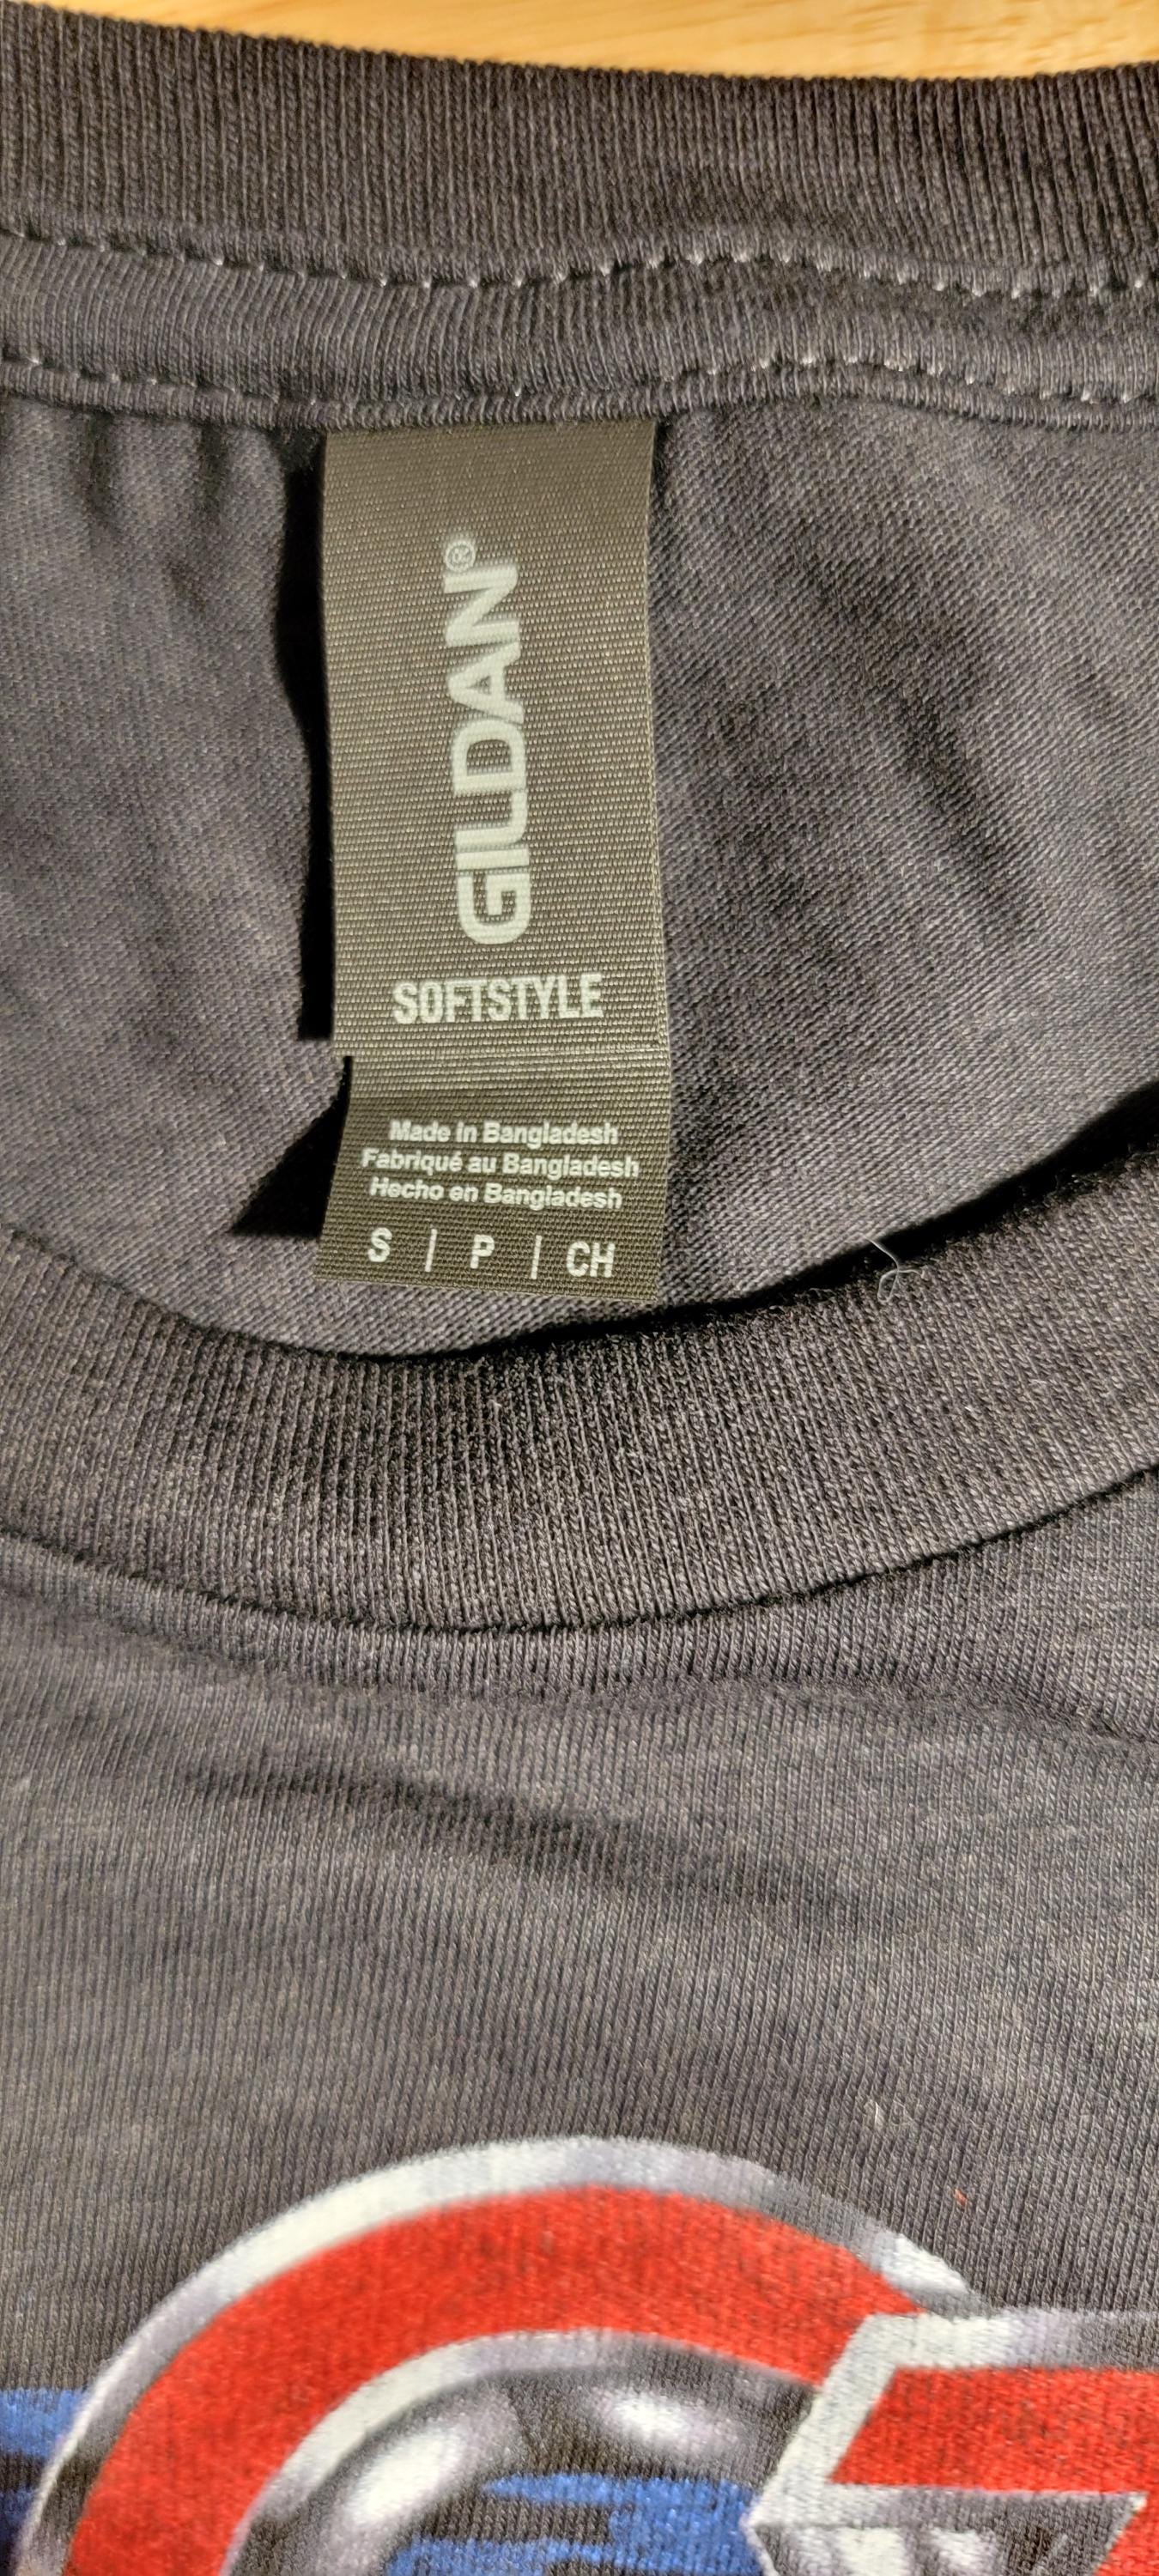 GILDAN®
SOFTSTYLE
Made in Bangladesh
Fabriqué au Bangladesh
Hecho en Bangladesh
S | P | CH